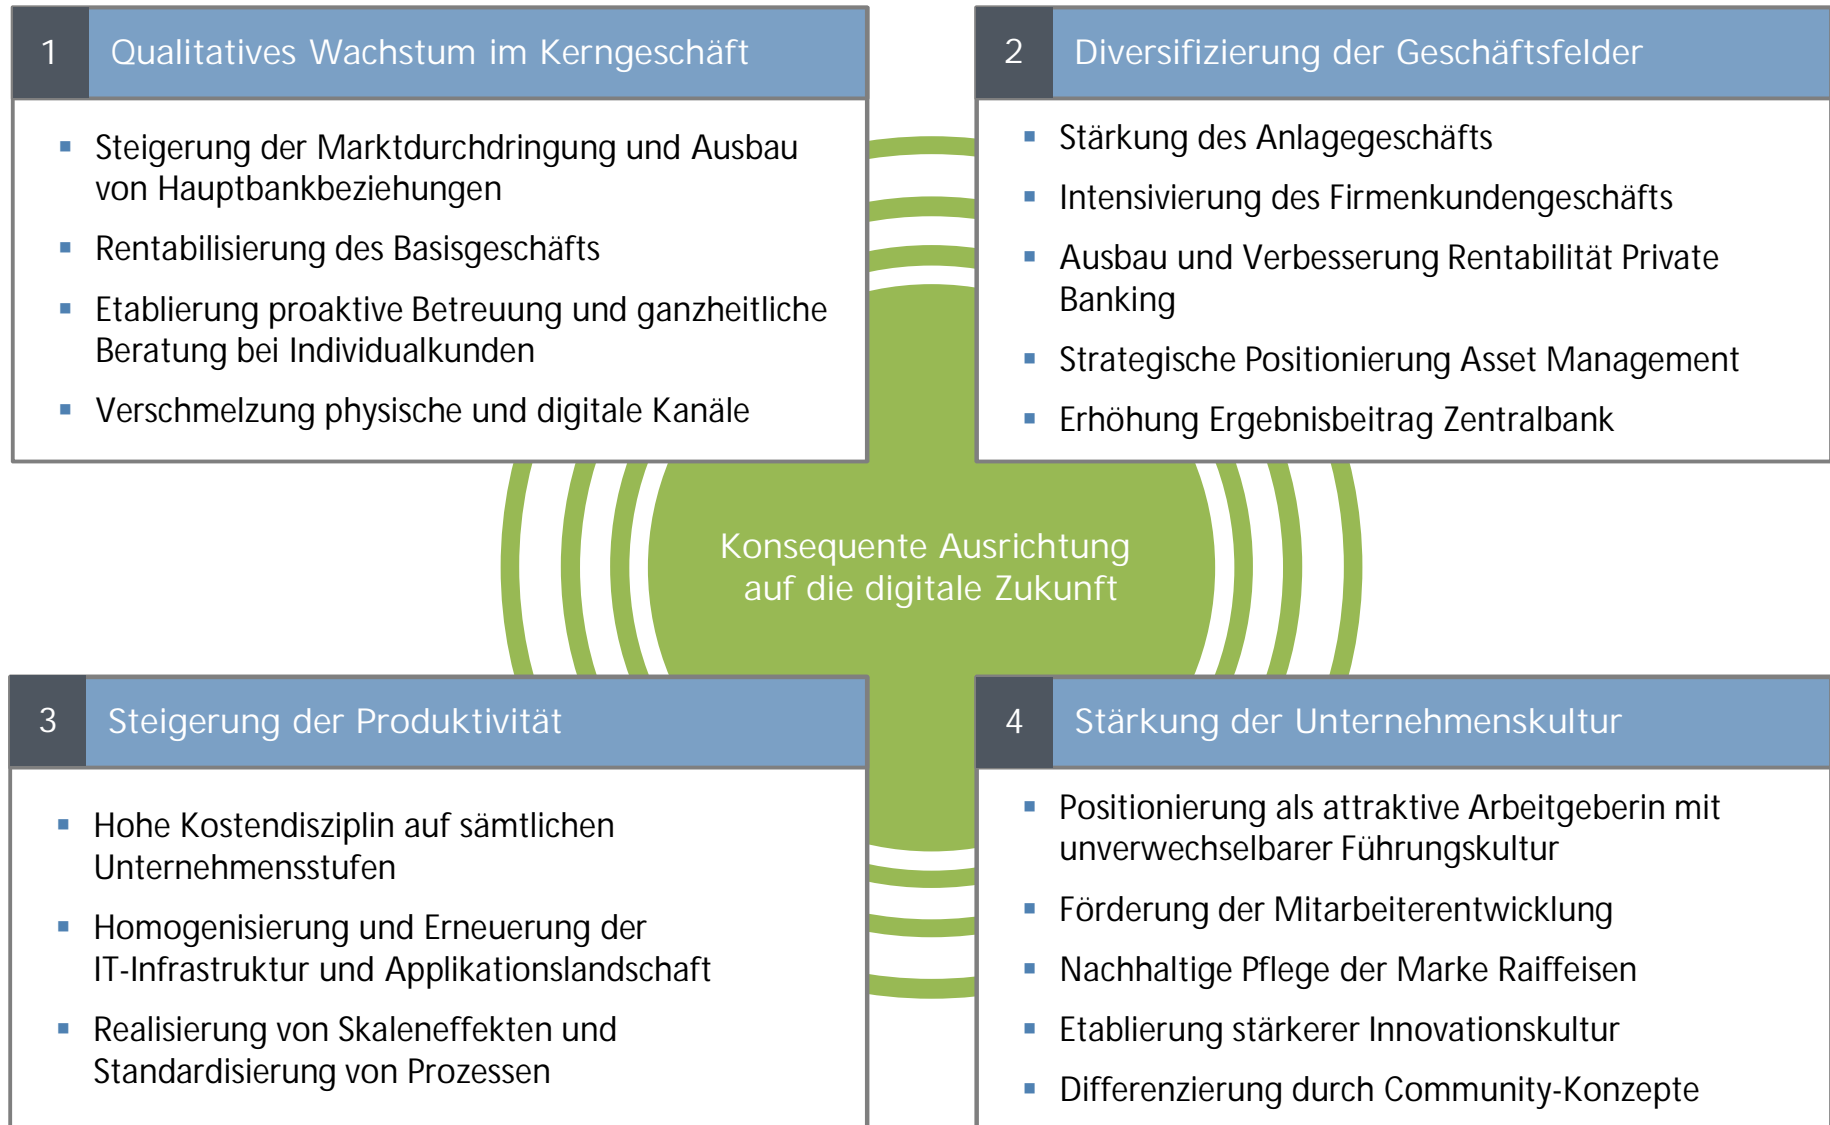 1 Qualitatives Wachstum im Kerngeschäft
Steigerung der Marktdurchdringung und Ausbau
von Hauptbankbeziehungen
Rentabilisierung des Basisgeschäfts
Etablierung proaktive Betreuung und ganzheitliche
Beratung bei Individualkunden
Verschmelzung physische und digitale Kanäle
2 Diversifizierung der Geschäftsfelder
Stärkung des Anlagegeschäfts
Intensivierung des Firmenkundengeschäfts
Ausbau und Verbesserung Rentabilität Private
Banking
Strategische Positionierung Asset Management
Erhöhung Ergebnisbeitrag Zentralbank
Konsequente Ausrichtung
auf die digitale Zukunft
3 Steigerung der Produktivität
Hohe Kostendisziplin auf sämtlichen
Unternehmensstufen
Homogenisierung und Erneuerung der
IT-Infrastruktur und Applikationslandschaft
Realisierung von Skaleneffekten und
Standardisierung von Prozessen
4 Stärkung der Unternehmenskultur
Positionierung als attraktive Arbeitgeberin mit
unverwechselbarer Führungskultur
Förderung der Mitarbeiterentwicklung
Nachhaltige Pflege der Marke Raiffeisen
Etablierung stärkerer Innovationskultur
Differenzierung durch Community-Konzepte